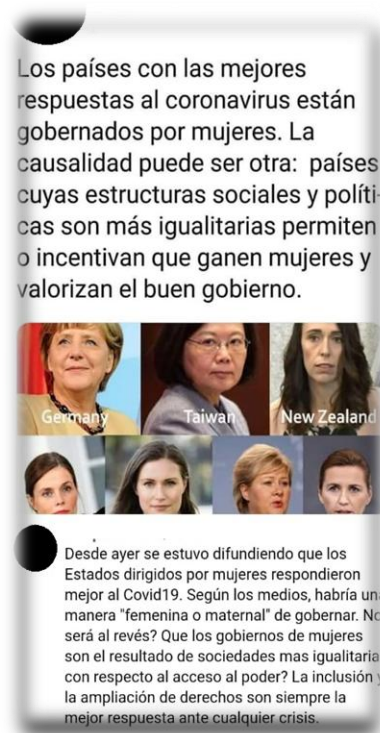 Los países con las mejores
respuestas al coronavirus están
gobernados por mujeres. La
causalidad puede ser otra: países
cuyas estructuras sociales y políti-
cas son más igualitarias permiten
o incentivan que ganen mujeres y
valorizan el buen gobierno.
Germany Taiwan New Zealand
Desde ayer se estuvo difundiendo que los
Estados dirigidos por mujeres respondieron
mejor al Covid19. Según los medios, habría una
manera "femenina o maternal" de gobernar. No
será al revés? Que los gobiernos de mujeres
son el resultado de sociedades mas igualitaria
con respecto al acceso al poder? La inclusión y
la ampliación de derechos son siempre la
mejor respuesta ante cualquier crisis.